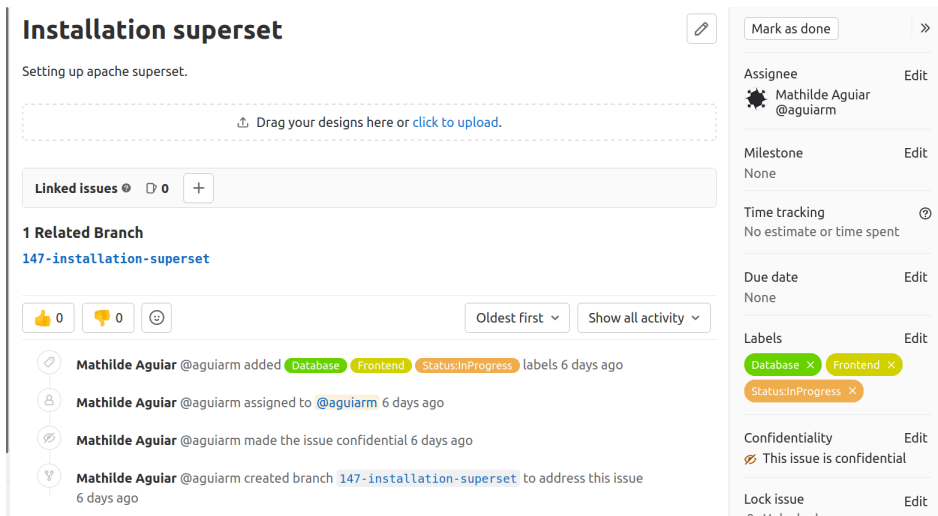 Installation superset
Setting up apache superset.
Drag your designs here or click to upload.
Linked issues 0
1 Related Branch
147-installation-superset
0 0
Oldest first Show all activity
Mathilde Aguiar @aguiarm added Database Frontend Status:InProgress labels 6 days ago
Mathilde Aguiar @aguiarm assigned to @aguiarm 6 days ago
Mathilde Aguiar @aguiarm made the issue confidential 6 days ago
Mathilde Aguiar @aguiarm created branch 147-installation-superset to address this issue
6 days ago
Mark as done
Assignee Edit
Mathilde Aguiar
@aguiarm
Milestone Edit
None
Time tracking
No estimate or time spent
Due date Edit
None
Labels Edit
Database Frontend
Status:InProgress
Confidentiality Edit
This issue is confidential
Lock issue Edit